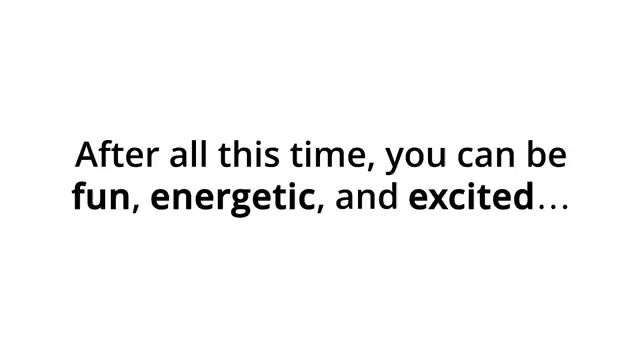 After all this time, you can be
fun, energetic, and excited…